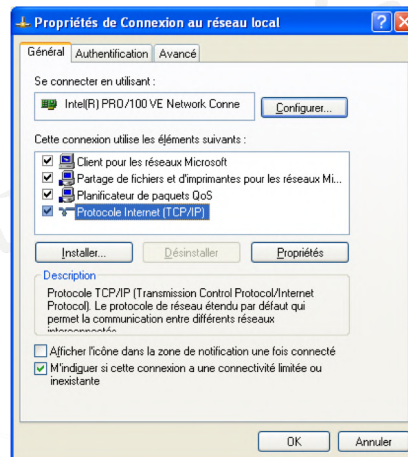 Propriétés de Connexion au réseau local
Général Authentification Avancé
Se connecter en utilisant :
Intel(R) PRO/100 VE Network Conne
Configurer...
Cette connexion utilise les éléments suivants :
Client pour les réseaux Microsoft
Partage de fichiers et d'imprimantes pour les réseaux Mi...
Planificateur de paquets QoS
Protocole Internet (TCP/IP)
Installer... Désinstaller Propriétés
Description
Protocole TCP/IP (Transmission Control Protocol/Internet
Protocol). Le protocole de réseau étendu par défaut qui
permet la communication entre différents réseaux
interconnectés
Afficher l'icône dans la zone de notification une fois connecté
M'indiguer si cette connexion a une connectivité limitée ou
inexistante
OK Annuler